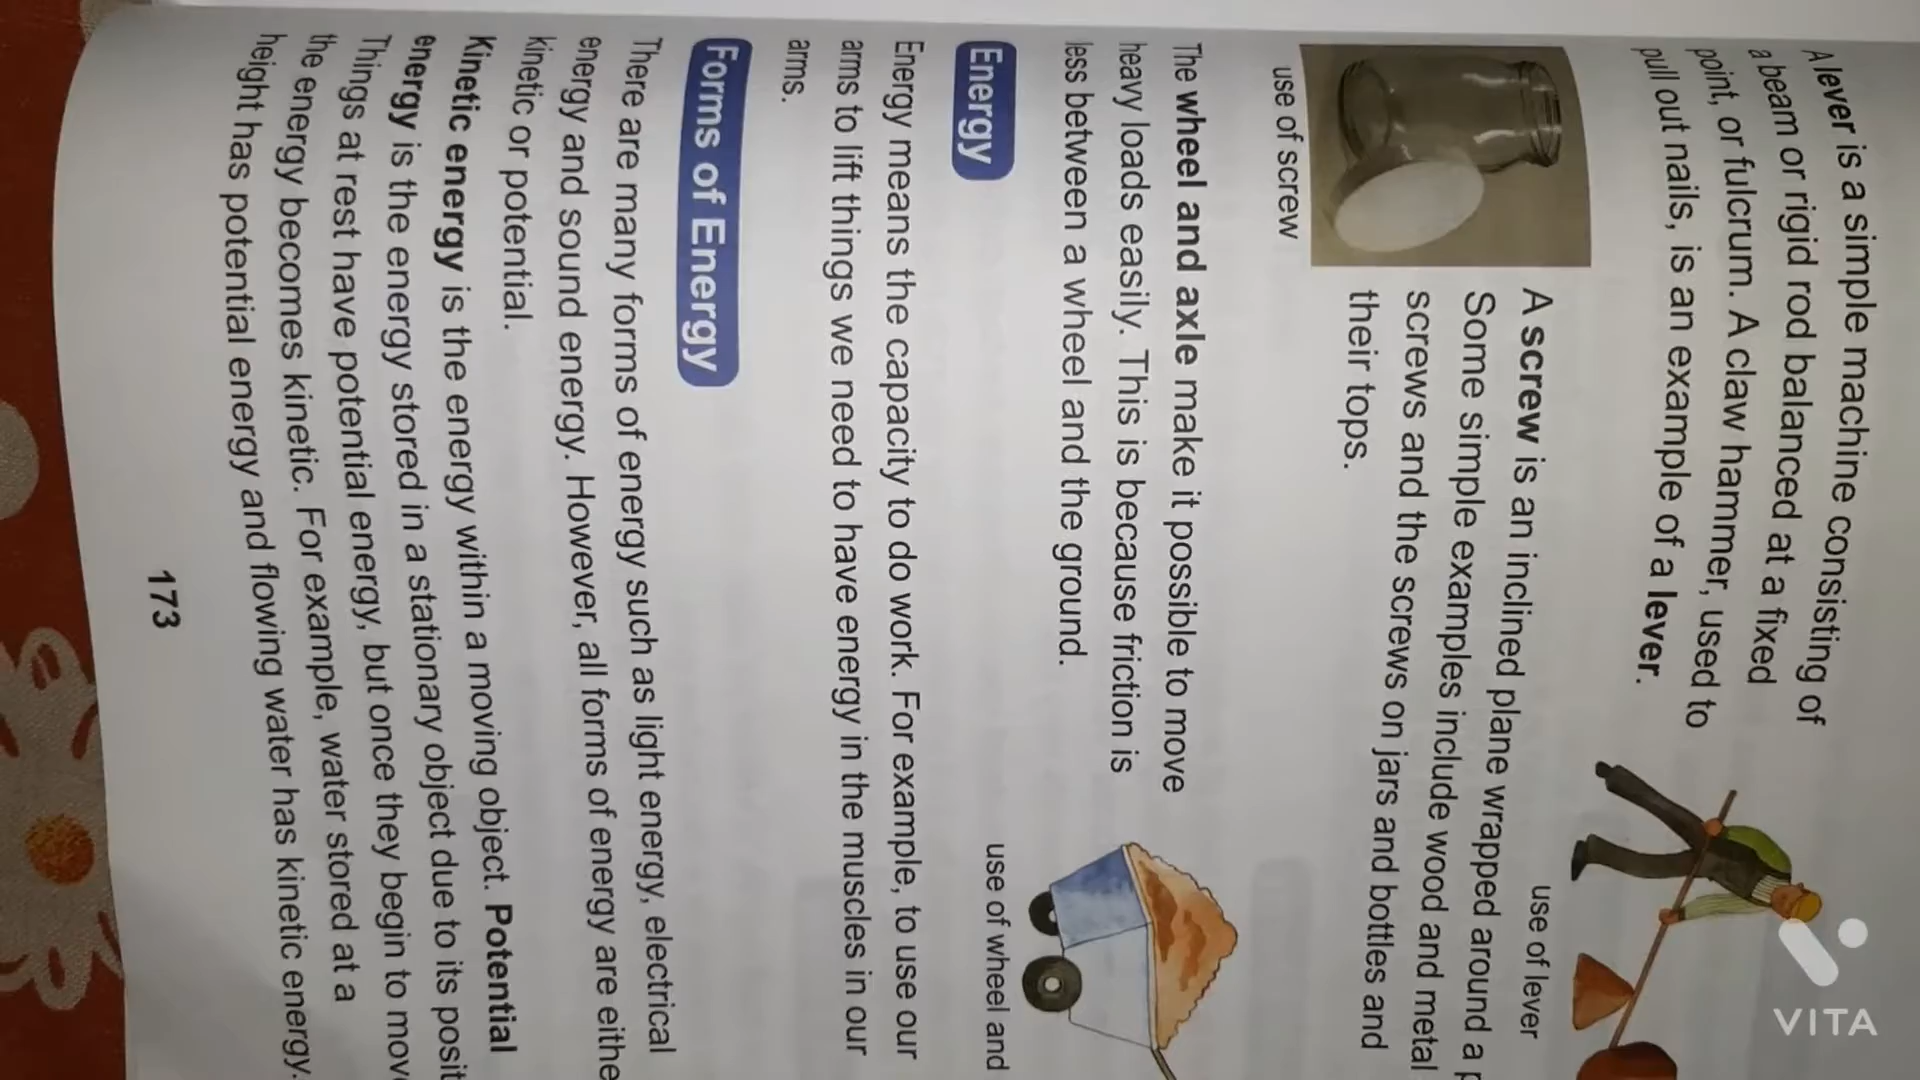 A lever is a simple machine consisting of
a beam or rigid rod balanced at a fixed
point, or fulcrum. A claw hammer, used to
pull out nails, is an example of a lever.
use of lever
A screw is an inclined plane wrapped around a
Some simple examples include wood and metal
screws and the screws on jars and bottles and
their tops.
use of screw
The wheel and axle make it possible to move
heavy loads easily. This is because friction is
less between a wheel and the ground.
use of wheel and
Energy
Energy means the capacity to do work. For example, to use our
arms to lift things we need to have energy in the muscles in our
arms.
Forms of Energy
There are many forms of energy such as light energy, electrical
energy and sound energy. However, all forms of energy are eithe
kinetic or potential.
Kinetic energy is the energy within a moving object. Potential
energy is the energy stored in a stationary object due to its posit
Things at rest have potential energy, but once they begin to mov
the energy becomes kinetic. For example, water stored at a
height has potential energy and flowing water has kinetic energy.
173
VITA